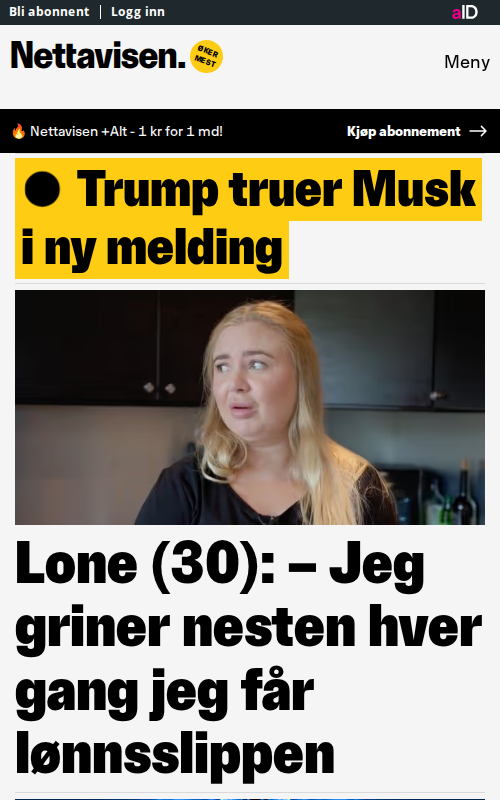 Bli abonnent
Logg inn
aID
Nettavisen.
ØKER
MEST
Meny
Nettavisen +Alt - 1 kr for 1 md!
Kjøp abonnement
Trump truer Musk
i ny melding
Lone (30): – Jeg
griner nesten hver
gang jeg får
lønnsslippen